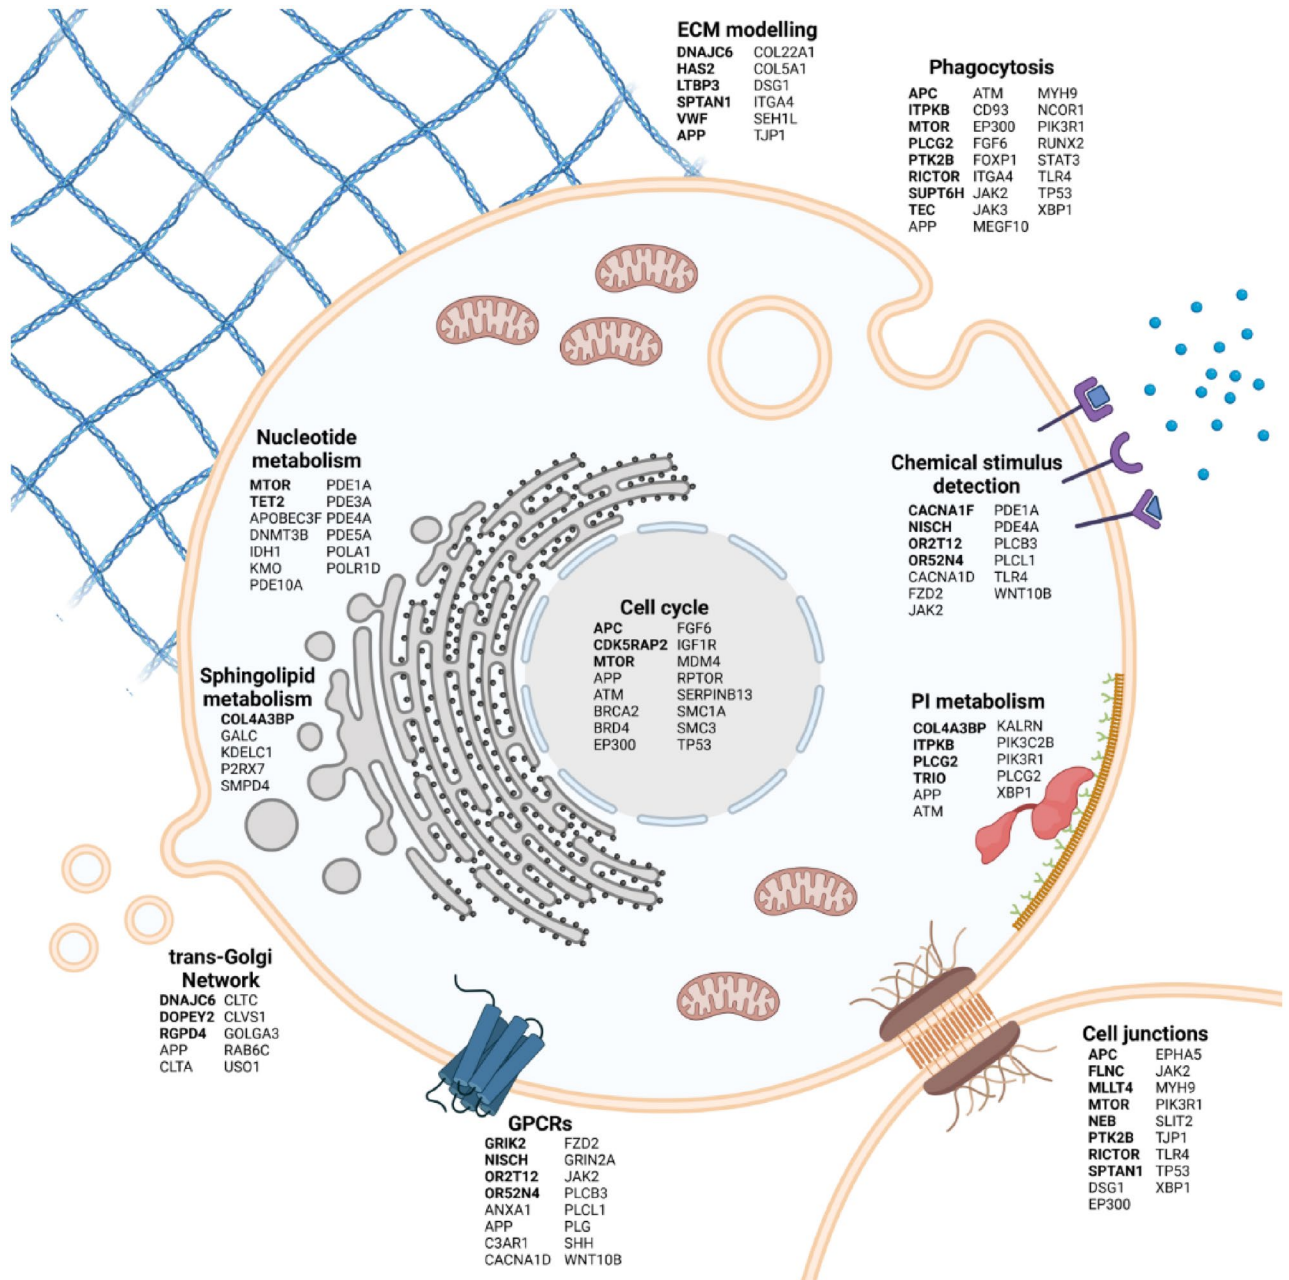 ECM modelling
DNAJC6 COL22A1
HAS2 COL5A1
LTBP3 DSG1
SPTAN1 ITGA4
VWF SEH1L
APP TJP1
Phagocytosis
APC ATM MYH9
ITPKB CD93 NCOR1
MTOR EP300 PIK3R1
PLCG2 FGF6 RUNX2
PTK2B FOXP1 STAT3
RICTOR ITGA4 TLR4
SUPT6H JAK2 TP53
TEC JAK3 XBP1
APP MEGF10
Nucleotide
metabolism
MTOR PDE1A
TET2 PDE3A
APOBEC3F PDE4A
DNMT3B PDE5A
IDH1 POLA1
KMO POLR1D
PDE10A
Chemical stimulus
detection
CACNA1F PDE1A
NISCH PDE4A
OR2T12 PLCB3
OR52N4 PLCL1
CACNA1D TLR4
FZD2 WNT10B
JAK2
Cell cycle
APC FGF6
CDK5RAP2 IGF1R
MTOR MDM4
APP RPTOR
ATM SERPINB13
BRCA2 SMC1A
BRD4 SMC3
EP300 TP53
Sphingolipid
metabolism
COL4A3BP
GALC
KDELC1
P2RX7
SMPD4
PI metabolism
COL4A3BP KALRN
ITPKB PIK3C2B
PLCG2 PIK3R1
TRIO PLCG2
APP XBP1
ATM
trans-Golgi
Network
DNAJC6 CLTC
DOPEY2 CLVS1
RGPD4 GOLGA3
APP RAB6C
CLTA USO1
GPCRs
GRIK2 FZD2
NISCH GRIN2A
OR2T12 JAK2
OR52N4 PLCB3
ANXA1 PLCL1
APP PLG
C3AR1 SHH
CACNA1D WNT10B
Cell junctions
APC EPHA5
FLNC JAK2
MLLT4 MYH9
MTOR PIK3R1
NEB SLIT2
PTK2B TJP1
RICTOR TLR4
SPTAN1 TP53
DSG1 XBP1
EP300